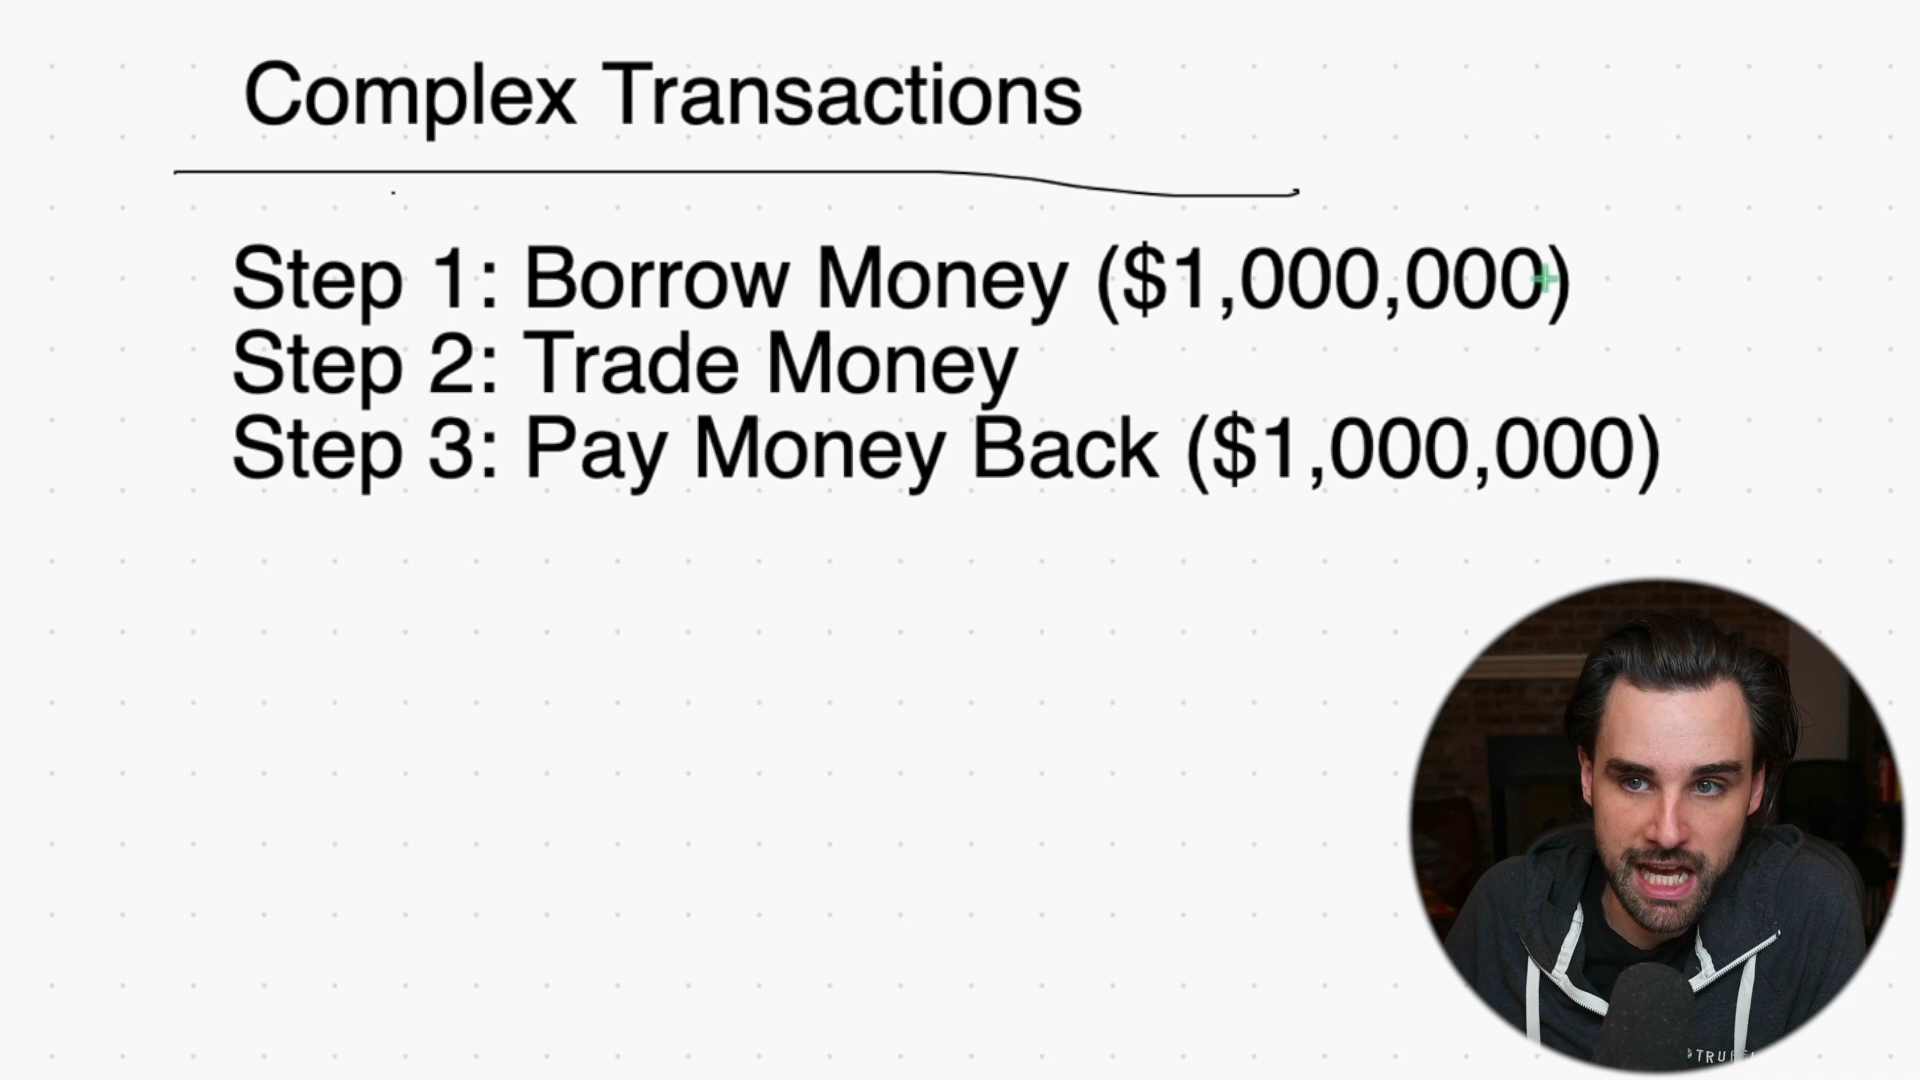 Complex Transactions
Step 1: Borrow Money ($1,000,000)
Step 2: Trade Money
Step 3: Pay Money Back ($1,000,000)